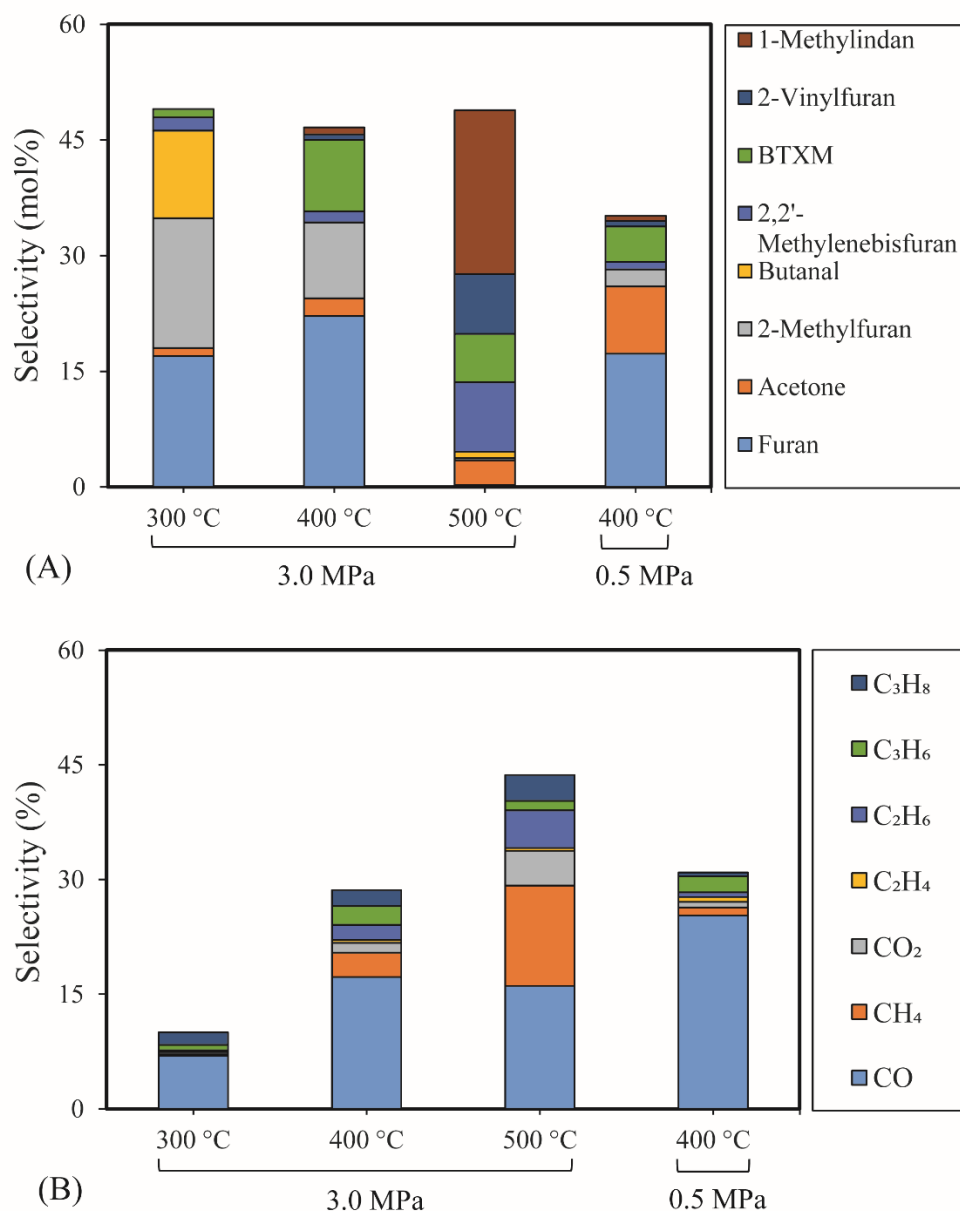 60
45
30
15
0
Selectivity (mol%)
300 °C
400 °C
500 °C
400 °C
3.0 MPa
0.5 MPa
(A)
1-Methylindan
2-Vinylfuran
BTXM
2,2'-
Methylenebisfuran
Butanal
2-Methylfuran
Acetone
Furan
60
45
30
15
0
Selectivity (%)
300 °C
400 °C
500 °C
400 °C
3.0 MPa
0.5 MPa
(B)
C₃H₈
C₃H₆
C₂H₆
C₂H₄
CO₂
CH₄
CO